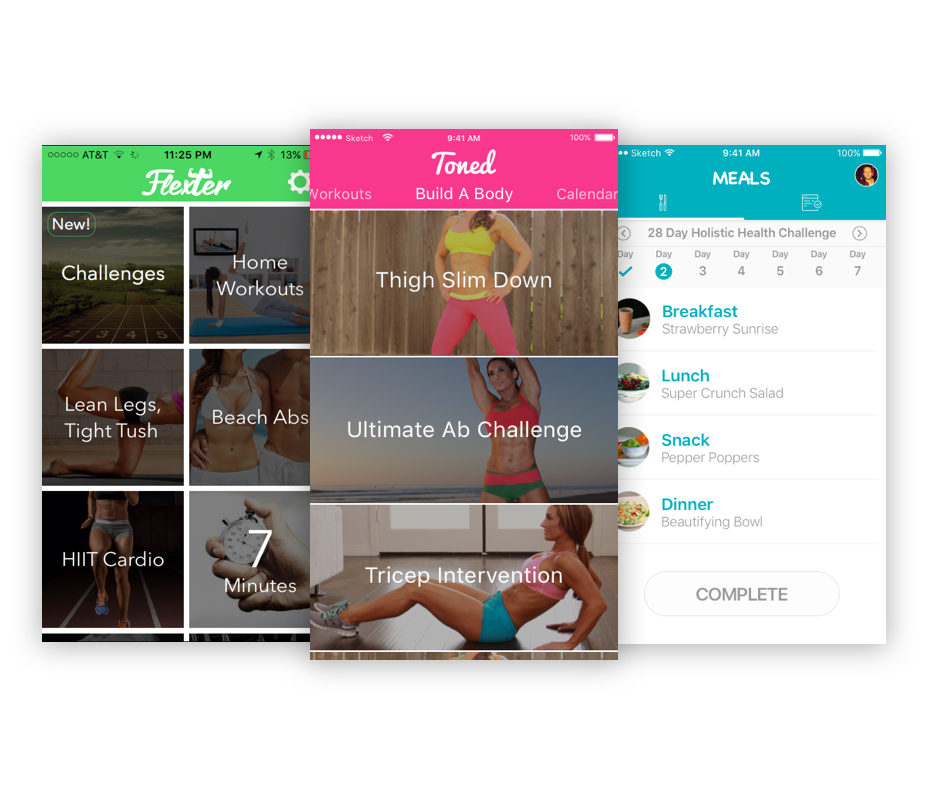 AT&T 11:25 PM 13%
Flexter
New!
Challenges
Home
Workouts
Lean Legs,
Tight Tush
Beach Abs
HIIT Cardio
7
Minutes
Sketch 9:41 AM 100%
Toned
Workouts Build A Body Calendar
Thigh Slim Down
Ultimate Ab Challenge
Tricep Intervention
Sketch 9:41 AM 100%
MEALS
28 Day Holistic Health Challenge
Day Day Day Day Day Day Day
2 3 4 5 6 7
Breakfast
Strawberry Sunrise
Lunch
Super Crunch Salad
Snack
Pepper Poppers
Dinner
Beautifying Bowl
COMPLETE